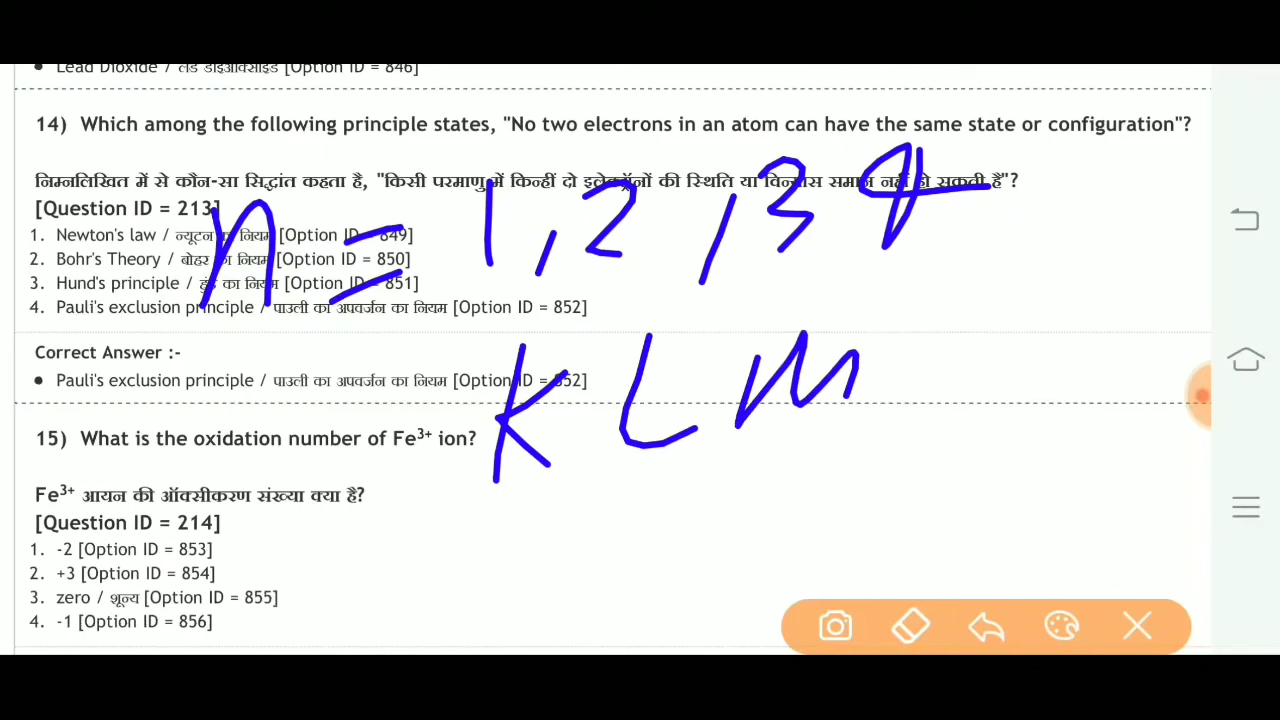 Lead Dioxide / लेड डाइऑक्साइड [Option ID = 846]
14) Which among the following principle states, "No two electrons in an atom can have the same state or configuration"?
निम्नलिखित में से कौन-सा सिद्धांत कहता है, "किसी परमाणु में किन्हीं दो इलेक्ट्रॉनों की स्थिति या विन्यास समान नहीं हो सकती है"?
[Question ID = 213]
1. Newton's law / न्यूटन का नियम [Option ID = 849]
2. Bohr's Theory / बोहर का नियम [Option ID = 850]
3. Hund's principle / हुंड का नियम [Option ID = 851]
4. Pauli's exclusion principle / पाउली का अपवर्जन का नियम [Option ID = 852]
n = 1, 2, 3 4
K L M
Correct Answer :-
• Pauli's exclusion principle / पाउली का अपवर्जन का नियम [Option ID = 852]
15) What is the oxidation number of Fe³⁺ ion?
Fe³⁺ आयन की ऑक्सीकरण संख्या क्या है?
[Question ID = 214]
1. -2 [Option ID = 853]
2. +3 [Option ID = 854]
3. zero / शून्य [Option ID = 855]
4. -1 [Option ID = 856]